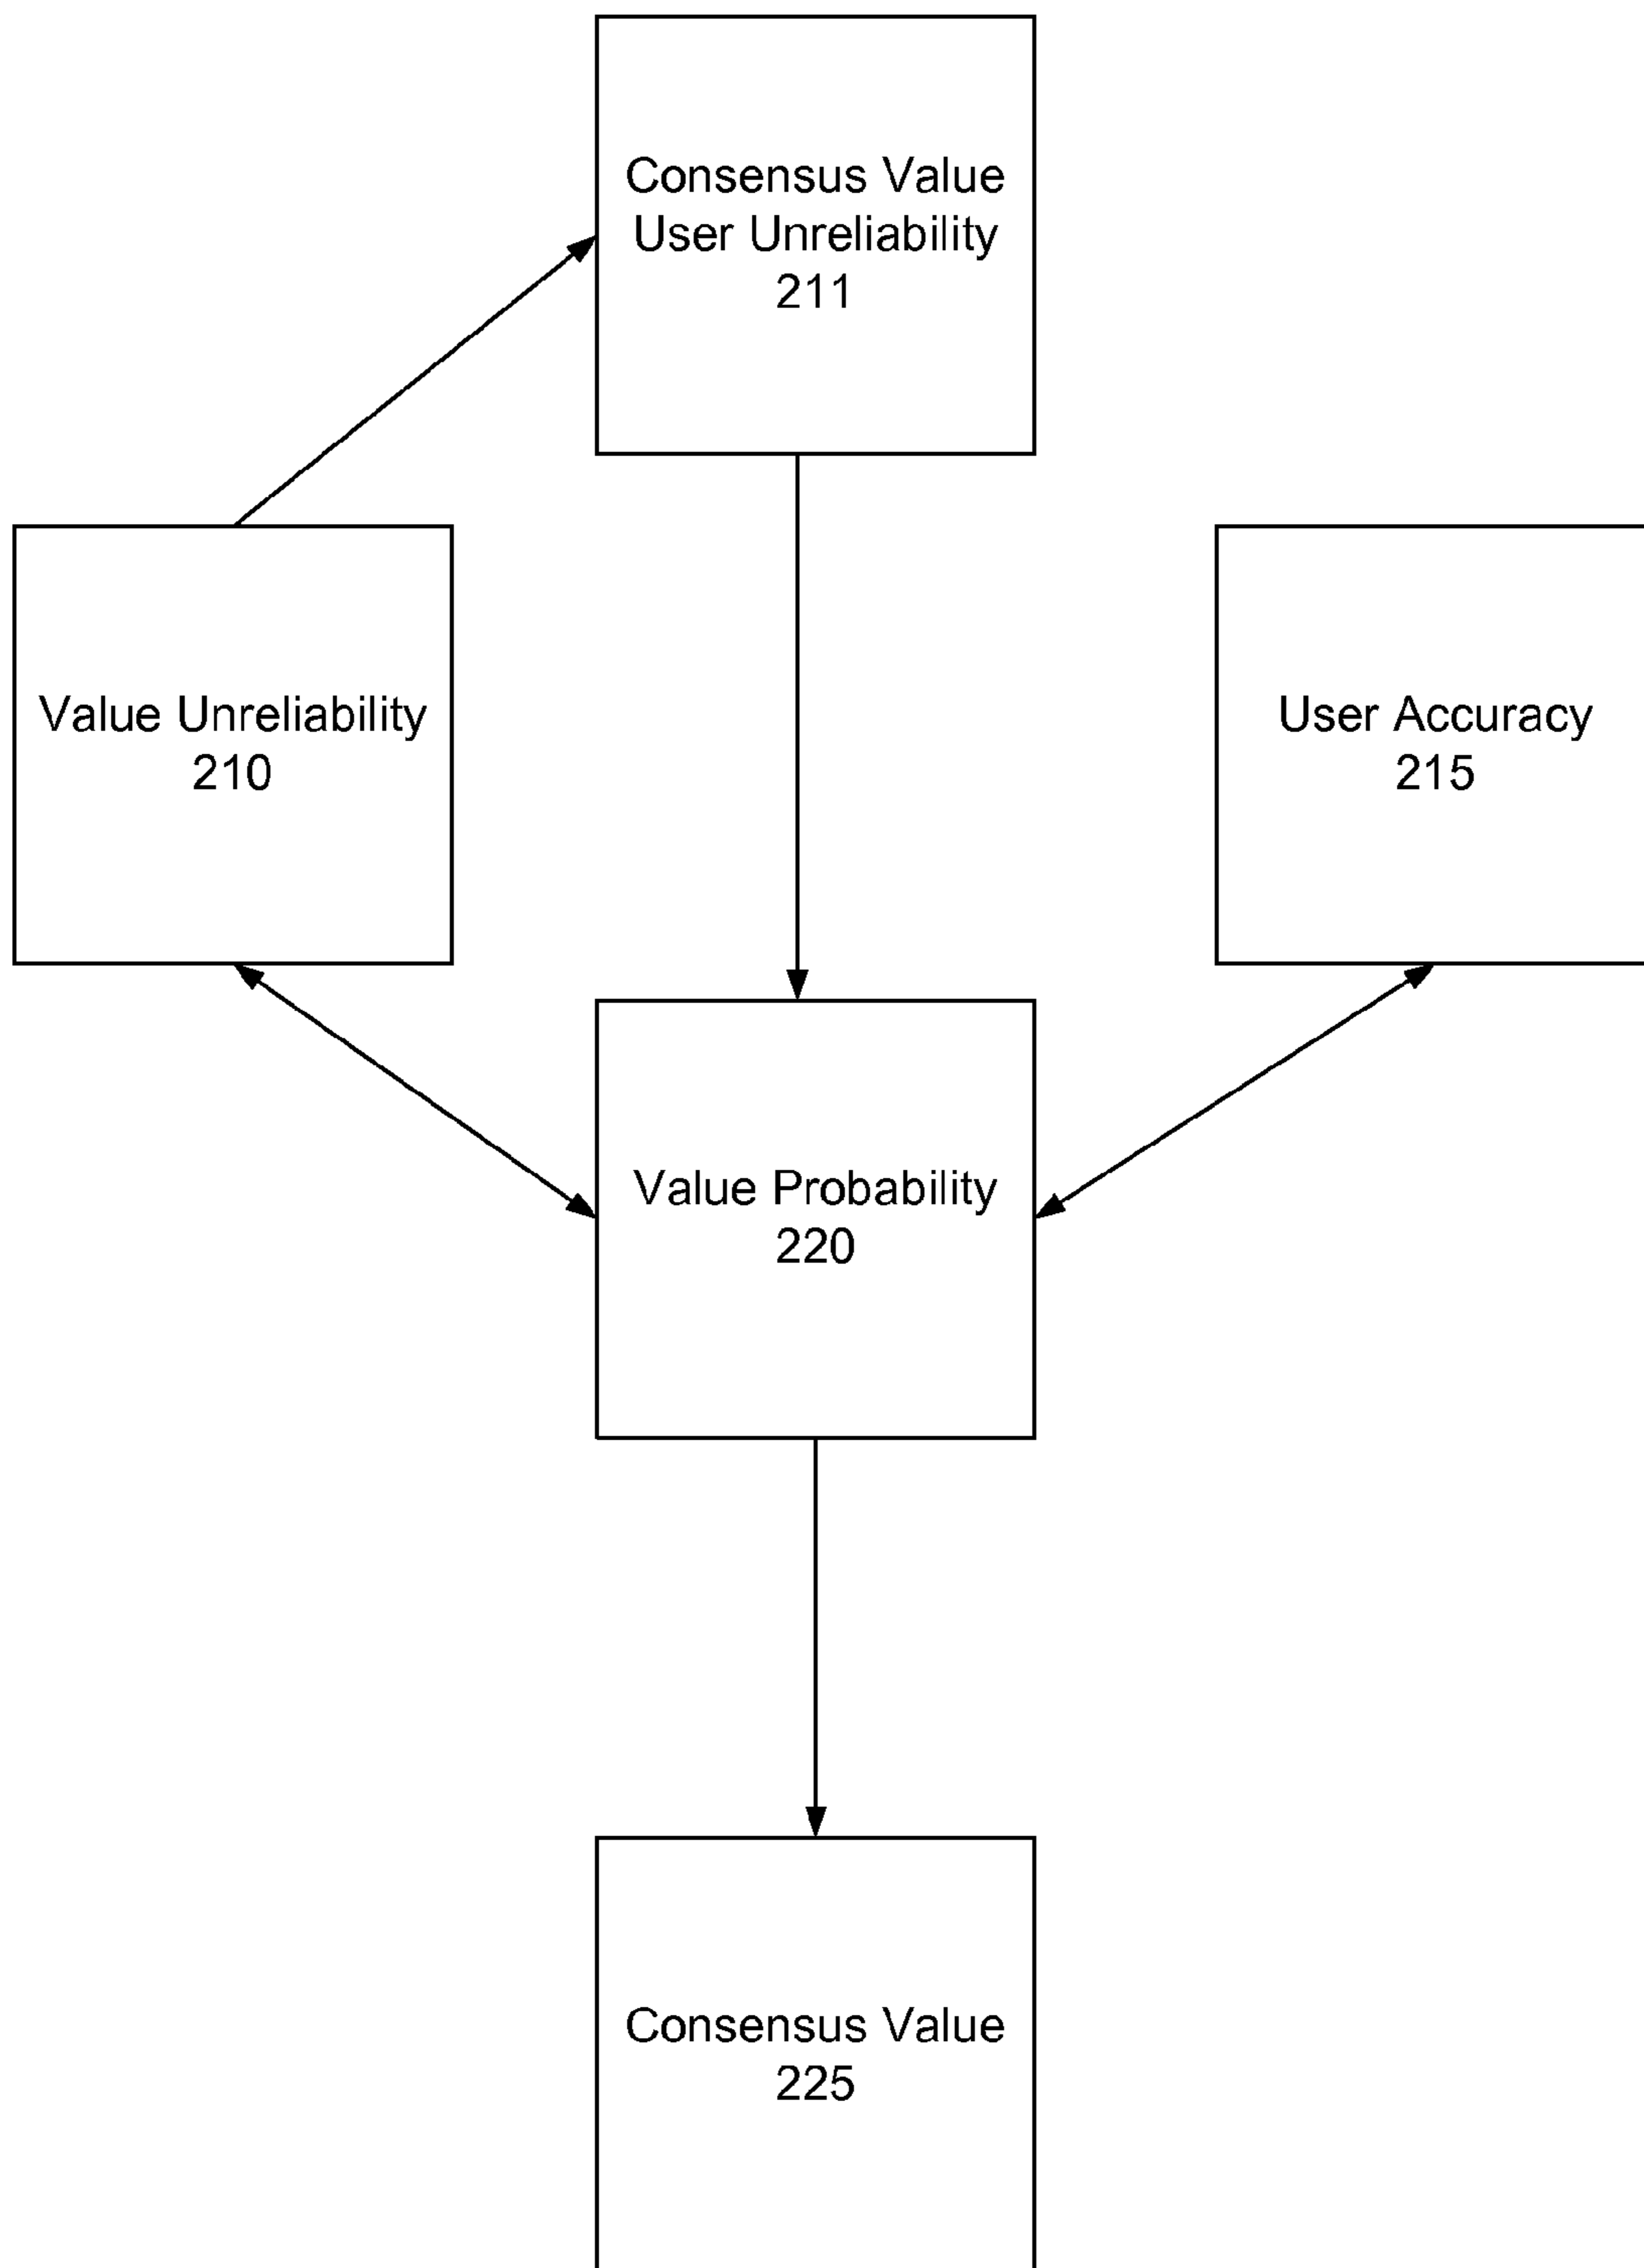 Consensus Value
User Unreliability
211
Value Unreliability
210
User Accuracy
215
Value Probability
220
Consensus Value
225